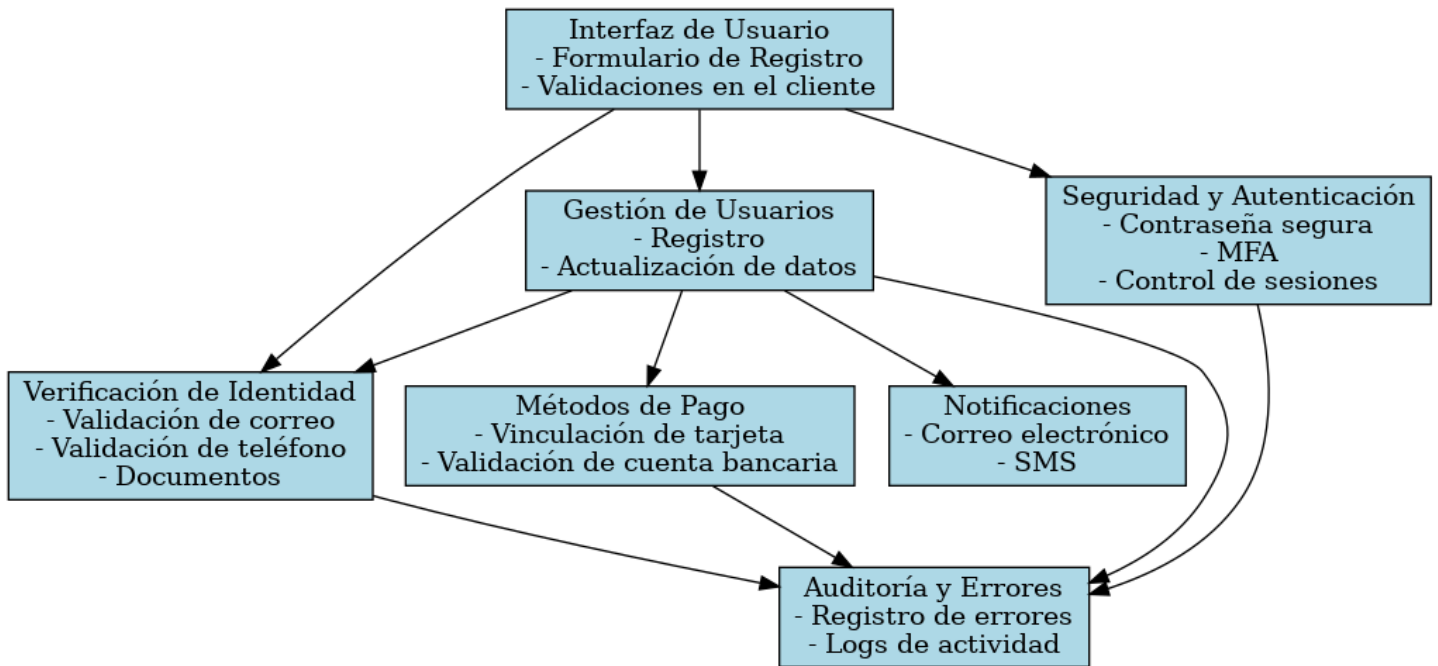 Interfaz de Usuario
- Formulario de Registro
- Validaciones en el cliente
Gestión de Usuarios
- Registro
- Actualización de datos
Seguridad y Autenticación
- Contraseña segura
- MFA
- Control de sesiones
Verificación de Identidad
- Validación de correo
- Validación de teléfono
- Documentos
Métodos de Pago
- Vinculación de tarjeta
- Validación de cuenta bancaria
Notificaciones
- Correo electrónico
- SMS
Auditoría y Errores
- Registro de errores
- Logs de actividad